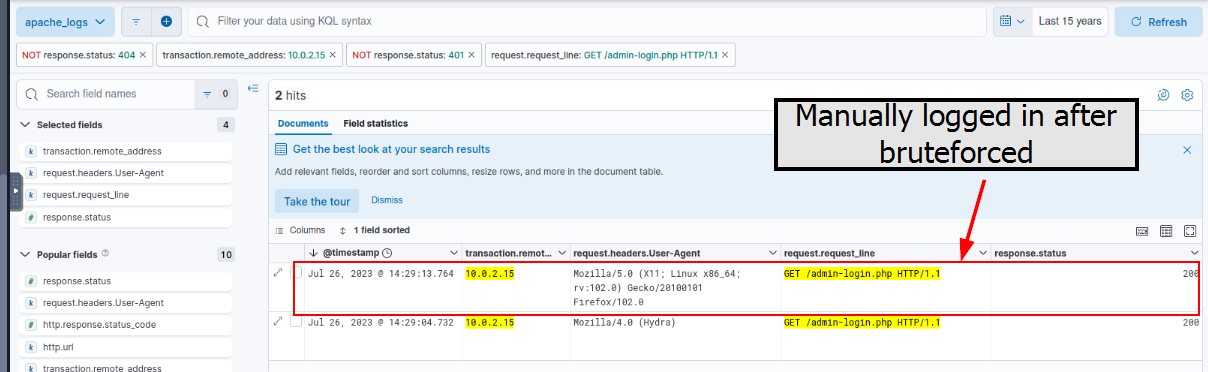 apache_logs
Filter your data using KQL syntax
Last 15 years
Refresh
NOT response.status: 404 ×
transaction.remote_address: 10.0.2.15 ×
NOT response.status: 401 ×
request.request_line: GET /admin-login.php HTTP/1.1 ×
Search field names
0
2 hits
Selected fields 4
Documents Field statistics
Manually logged in after
bruteforced
transaction.remote_address
request.headers.User-Agent
request.request_line
response.status
Get the best look at your search results
Add relevant fields, reorder and sort columns, resize rows, and more in the document table.
Take the tour Dismiss
Columns 1 field sorted
Popular fields 10
response.status
request.headers.User-Agent
http.response.status_code
http.url
transaction.remote_address
@timestamp transaction.remot... request.headers.User-Agent request.request_line response.status
Jul 26, 2023 @ 14:29:13.764 10.0.2.15 Mozilla/5.0 (X11; Linux x86_64; GET /admin-login.php HTTP/1.1 200
rv:102.0) Gecko/20100101
Firefox/102.0
Jul 26, 2023 @ 14:29:04.732 10.0.2.15 Mozilla/4.0 (Hydra) GET /admin-login.php HTTP/1.1 200